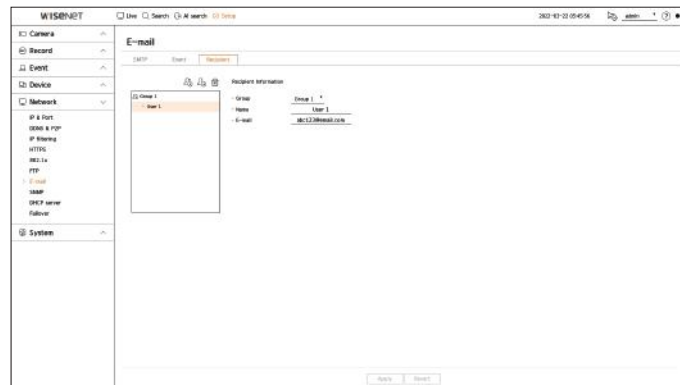 WISENET
Live Search AI search Setup
2022-03-22 09:45:56 admin
Camera
Record
Event
Device
Network
IP & Port
DDNS & P2P
IP filtering
HTTPS
802.1x
FTP
E-mail
SNMP
DHCP server
Failover
System
E-mail
SMTP Event Recipient
Recipient Information
Group 1
User 1
Group Group 1
Name User 1
E-mail abc123@email.com
Apply Revert